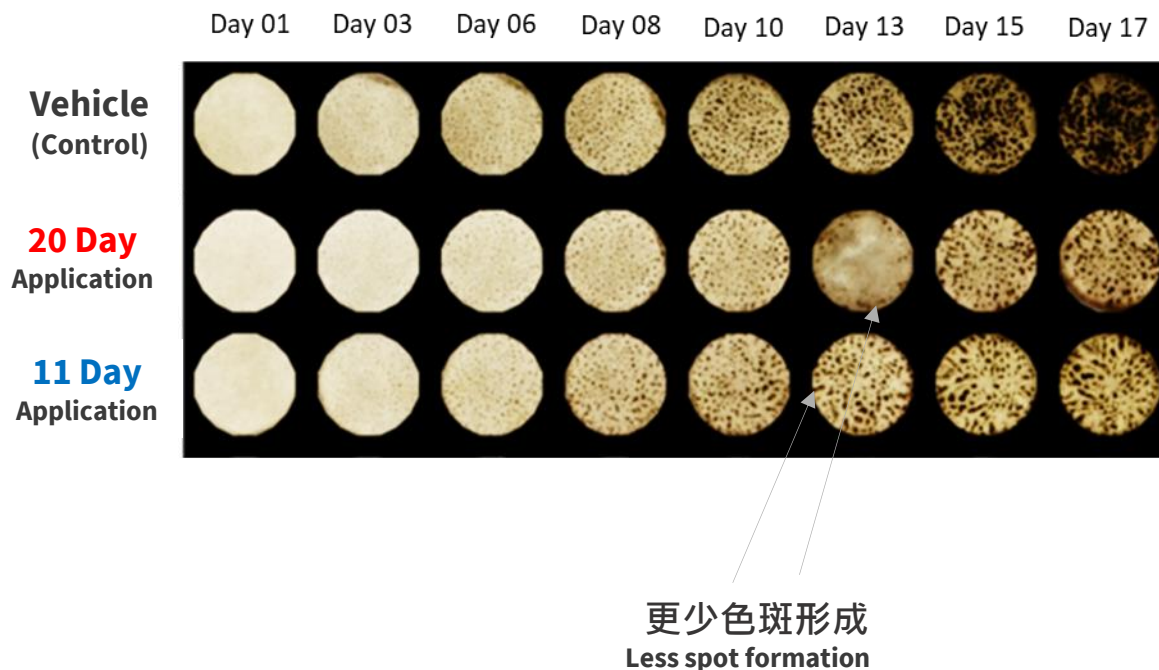 Day 01 Day 03 Day 06 Day 08 Day 10 Day 13 Day 15 Day 17
Vehicle
(Control)
20 Day
Application
11 Day
Application
更少色斑形成
Less spot formation